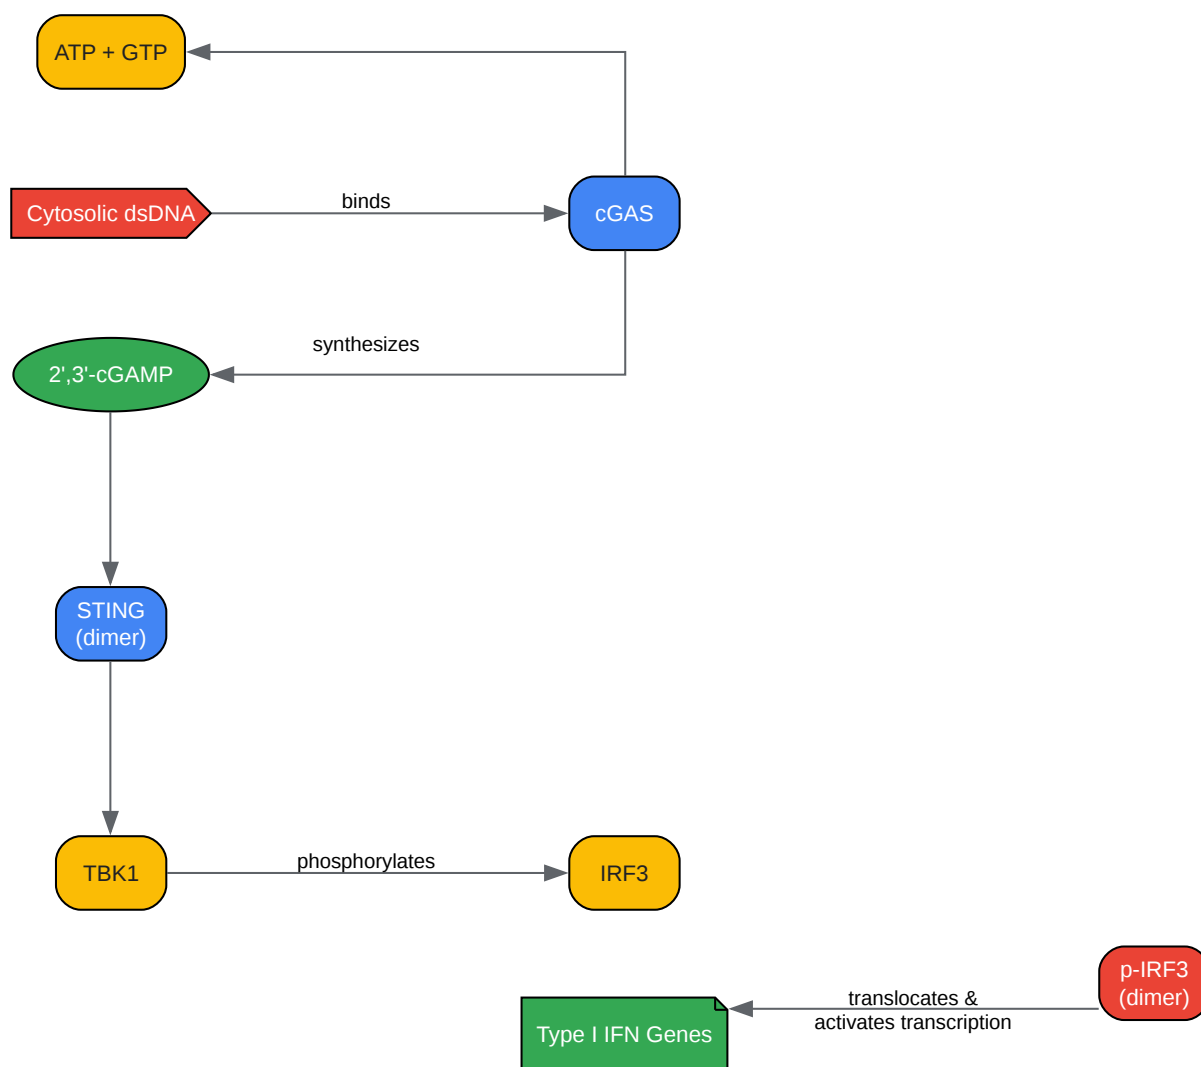 ATP + GTP
Cytosolic dsDNA
binds
cGAS
synthesizes
2',3'-cGAMP
STING
(dimer)
TBK1
phosphorylates
IRF3
p-IRF3
(dimer)
translocates &
activates transcription
Type I IFN Genes